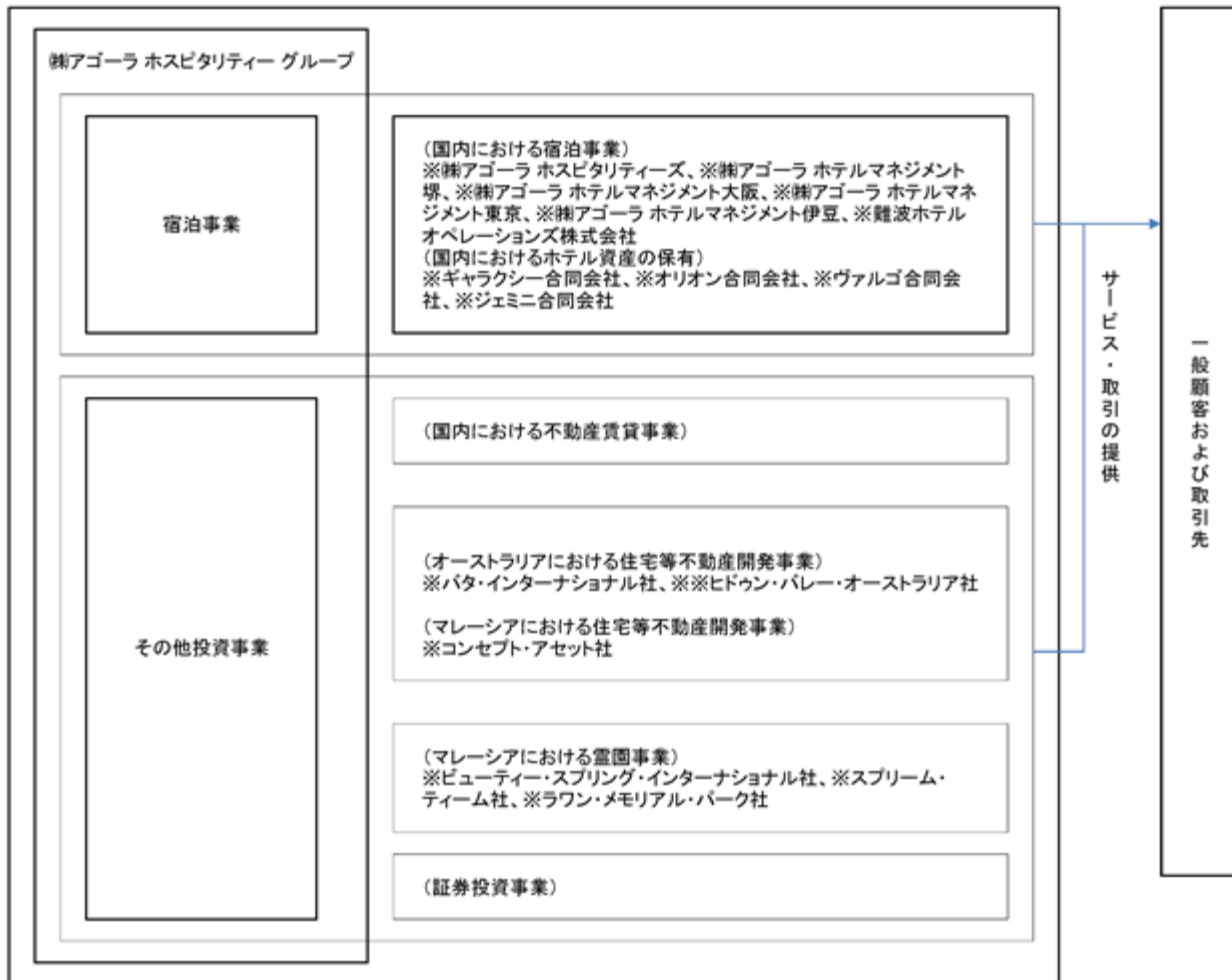 ㈱アゴーラ ホスピタリティー グループ
宿泊事業
(国内における宿泊事業)
※㈱アゴーラ ホスピタリティーズ、※㈱アゴーラ ホテルマネジメント
堺、※㈱アゴーラ ホテルマネジメント大阪、※㈱アゴーラ ホテルマネ
ジメント東京、※㈱アゴーラ ホテルマネジメント伊豆、※難波ホテル
オペレーションズ株式会社
(国内におけるホテル資産の保有)
※ギャラクシー合同会社、※オリオン合同会社、※ヴァルゴ合同会
社、※ジェミニ合同会社
その他投資事業
(国内における不動産賃貸事業)
(オーストラリアにおける住宅等不動産開発事業)
※バタ・インターナショナル社、※※ヒドゥン・バレー・オーストラリア社
(マレーシアにおける住宅等不動産開発事業)
※コンセプト・アセット社
(マレーシアにおける霊園事業)
※ビューティー・スプリング・インターナショナル社、※スプリーム・
ティーム社、※ラワン・メモリアル・パーク社
(証券投資事業)
サービス・取引の提供
一般顧客および取引先